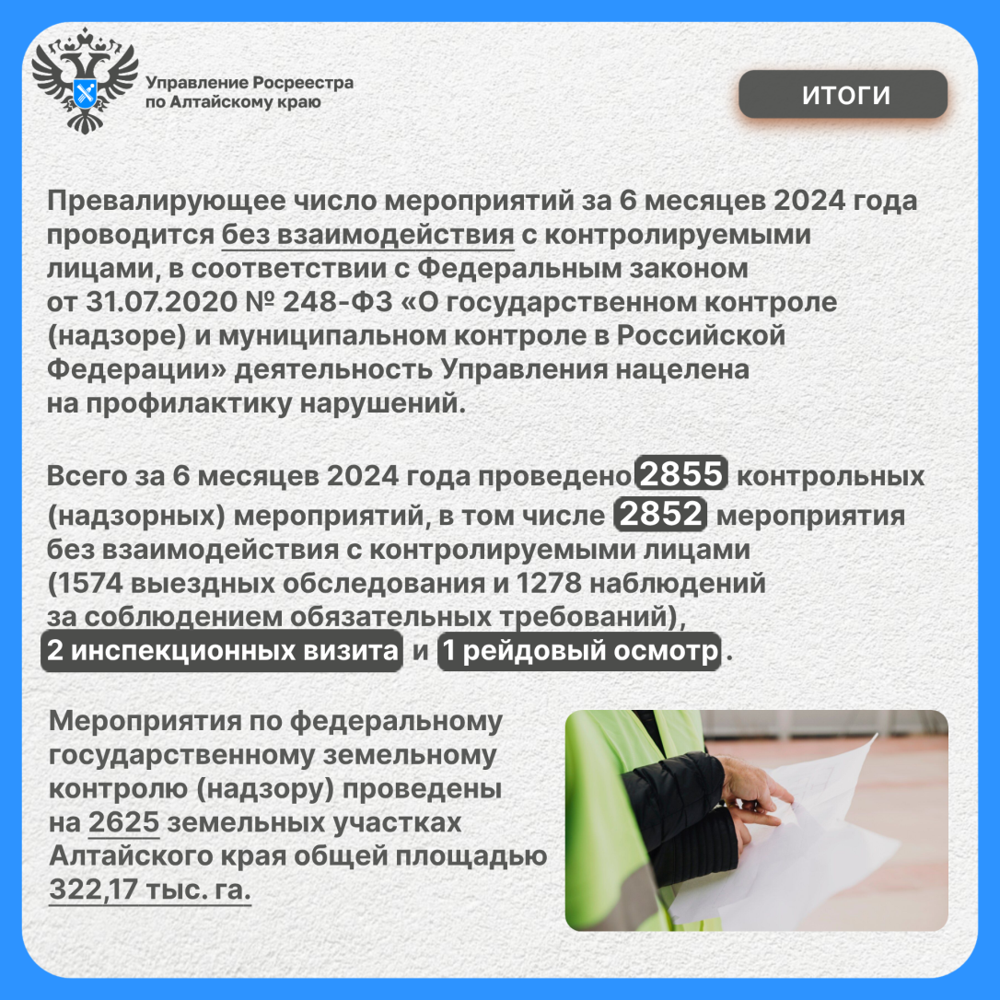 Управление Росреестра
по Алтайскому краю
ИТОГИ
Превалирующее число мероприятий за 6 месяцев 2024 года
проводится без взаимодействия с контролируемыми
лицами, в соответствии с Федеральным законом
от 31.07.2020 № 248-ФЗ «О государственном контроле
(надзоре) и муниципальном контроле в Российской
Федерации» деятельность Управления нацелена
на профилактику нарушений.
Всего за 6 месяцев 2024 года проведено 2855 контрольных
(надзорных) мероприятий, в том числе 2852 мероприятия
без взаимодействия с контролируемыми лицами
(1574 выездных обследования и 1278 наблюдений
за соблюдением обязательных требований),
2 инспекционных визита и 1 рейдовый осмотр.
Мероприятия по федеральному
государственному земельному
контролю (надзору) проведены
на 2625 земельных участках
Алтайского края общей площадью
322,17 тыс. га.